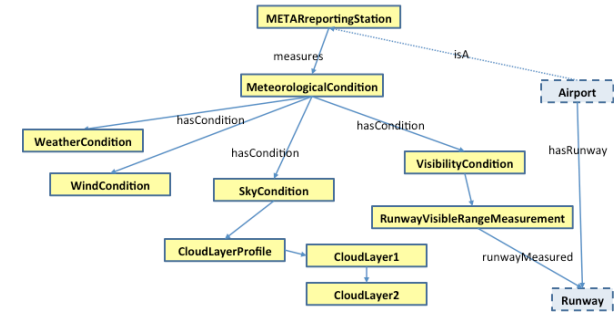 METARreportingStation
measures
isA
MeteorologicalCondition
Airport
hasCondition
hasCondition
WeatherCondition
hasCondition
VisibilityCondition
hasRunway
WindCondition
SkyCondition
RunwayVisibleRangeMeasurement
CloudLayerProfile
CloudLayer1
runwayMeasured
CloudLayer2
Runway